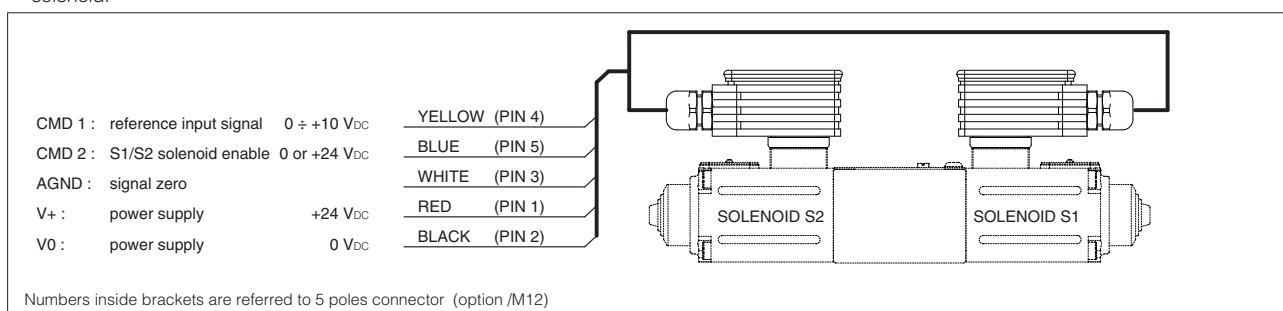 solenoid.
CMD 1 : reference input signal 0 ÷ +10 VDC YELLOW (PIN 4)
CMD 2 : S1/S2 solenoid enable 0 or +24 VDC BLUE (PIN 5)
AGND : signal zero WHITE (PIN 3)
V+ : power supply +24 VDC RED (PIN 1)
V0 : power supply 0 VDC BLACK (PIN 2)
SOLENOID S2 SOLENOID S1
Numbers inside brackets are referred to 5 poles connector (option /M12)